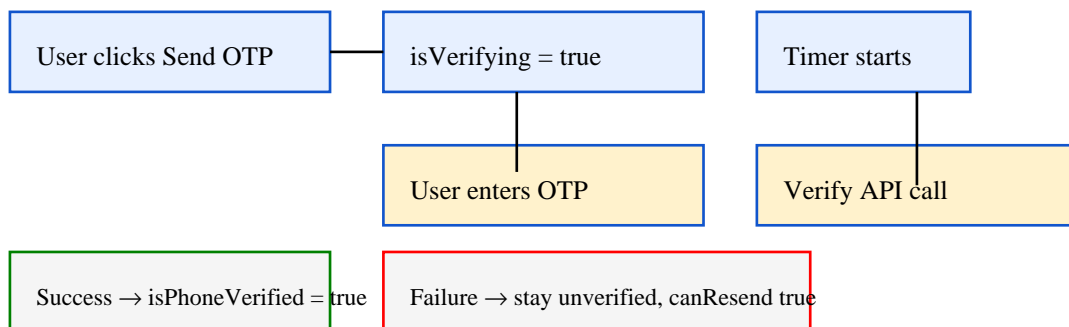 User clicks Send OTP
isVerifying = true
Timer starts
User enters OTP
Verify API call
Success → isPhoneVerified = true
Failure → stay unverified, canResend true